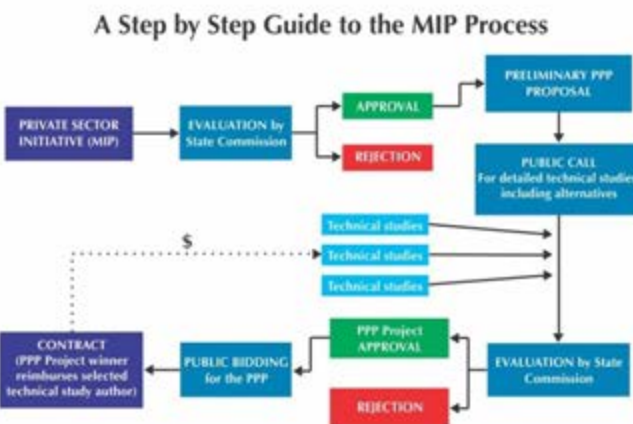 A Step by Step Guide to the MIP Process
PRIVATE SECTOR
INITIATIVE (MIP)
EVALUATION by
State Commission
APPROVAL
REJECTION
PRELIMINARY PPP
PROPOSAL
PUBLIC CALL
For detailed technical studies
including alternatives
Technical studies
Technical studies
Technical studies
$
CONTRACT
(PPP Project winner
reimburses selected
technical study author)
PUBLIC BIDDING
for the PPP
PPP Project
APPROVAL
REJECTION
EVALUATION by State
Commission